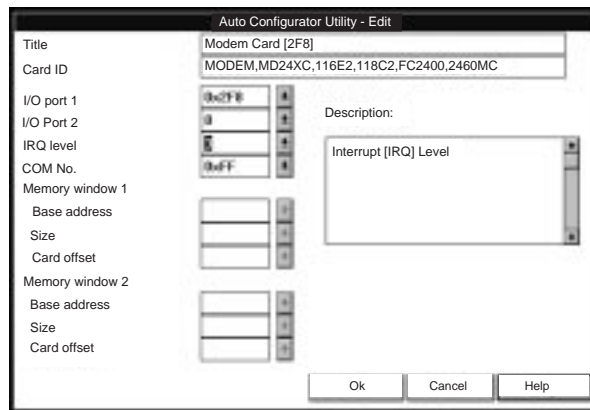 Auto Configurator Utility - Edit
Title
Modem Card [2F8]
Card ID
MODEM,MD24XC,116E2,118C2,FC2400,2460MC
I/O port 1
0x2F8
I/O Port 2
0
IRQ level
COM No.
0xFF
Description:
Interrupt [IRQ] Level
Memory window 1
Base address
Size
Card offset
Memory window 2
Base address
Size
Card offset
Ok
Cancel
Help